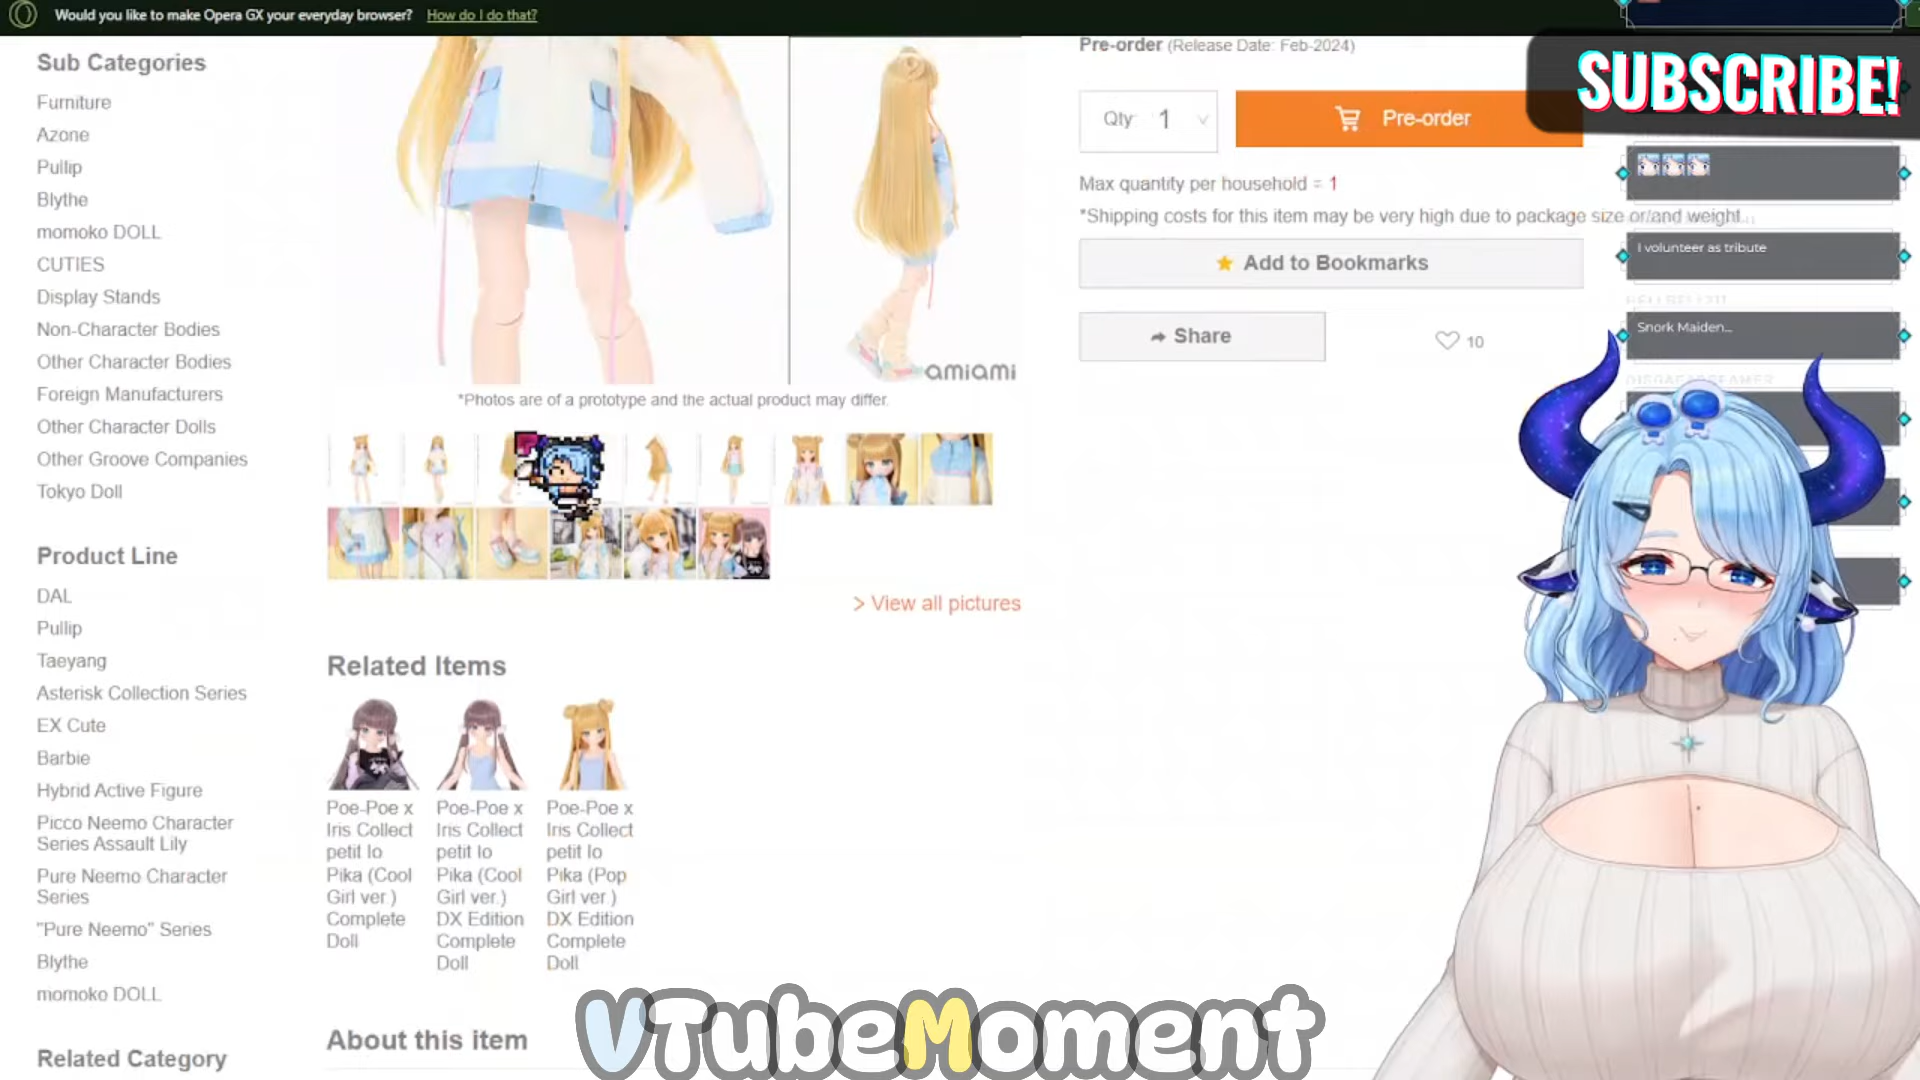 Would you like to make Opera GX your everyday browser? How do I do that?
SUBSCRIBE!
Sub Categories
Furniture
Azone
Pullip
Blythe
momoko DOLL
CUTIES
Display Stands
Non-Character Bodies
Other Character Bodies
Foreign Manufacturers
Other Character Dolls
Other Groove Companies
Tokyo Doll
Product Line
DAL
Pullip
Taeyang
Asterisk Collection Series
EX Cute
Barbie
Hybrid Active Figure
Picco Neemo Character
Series Assault Lily
Pure Neemo Character
Series
"Pure Neemo" Series
Blythe
momoko DOLL
Related Category
amiami
*Photos are of a prototype and the actual product may differ.
> View all pictures
Related Items
Poe-Poe x
Iris Collect
petit Io
Pika (Cool
Girl ver.)
Complete
Doll
Poe-Poe x
Iris Collect
petit Io
Pika (Cool
Girl ver.)
DX Edition
Complete
Doll
Poe-Poe x
Iris Collect
petit Io
Pika (Pop
Girl ver.)
DX Edition
Complete
Doll
About this item
Pre-order (Release Date: Feb-2024)
Qty: 1
Pre-order
Max quantity per household = 1
*Shipping costs for this item may be very high due to package size or/and weight
Add to Bookmarks
Share
10
I volunteer as tribute
Snork Maiden...
VTubeMoment